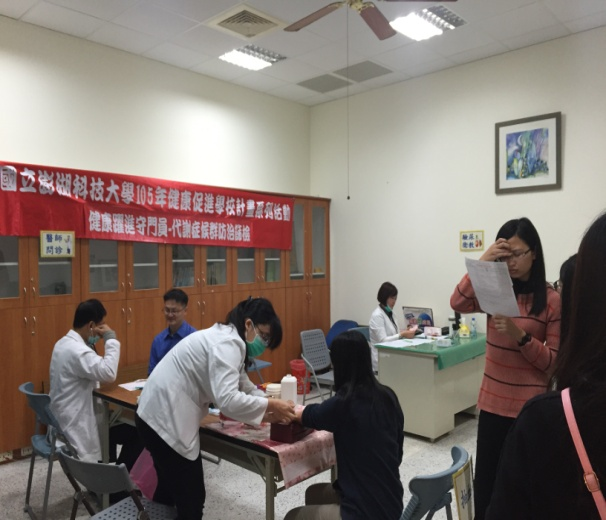 國立澎湖科技大學105年健康促進學校計畫系列活動
健康躍進守門員-代謝症候群防治篩檢
醫師
問診